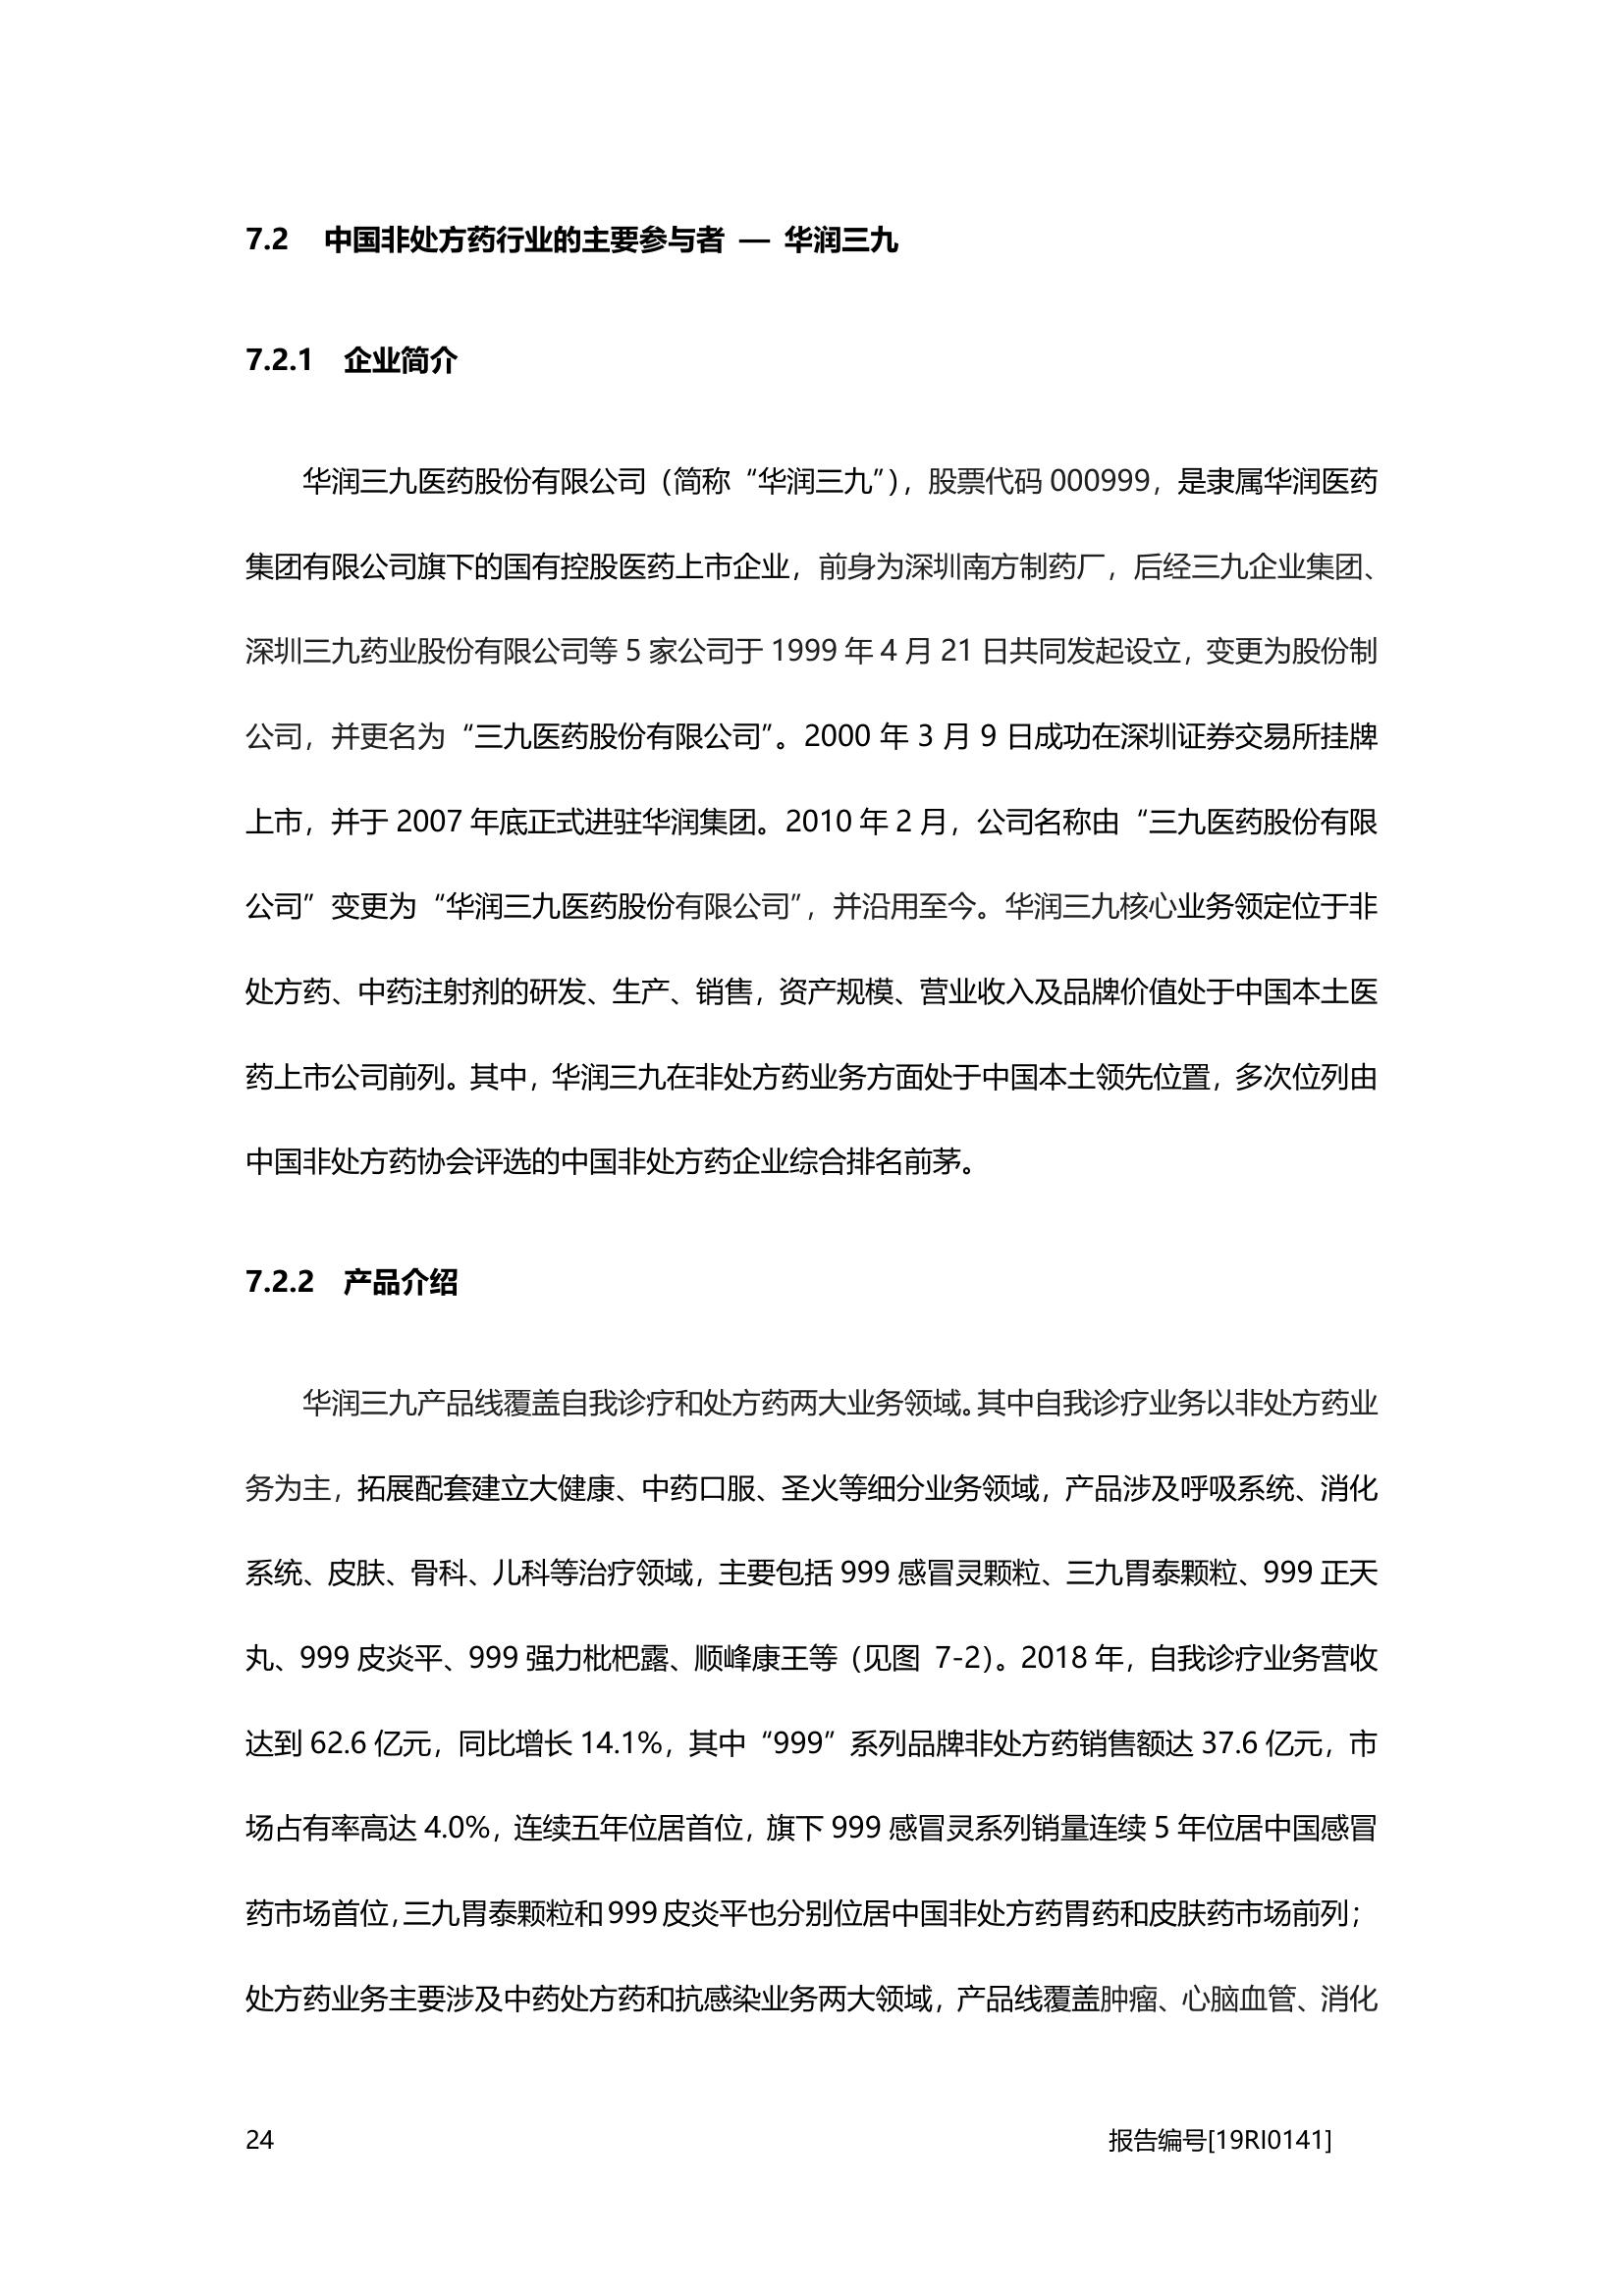 7.2 中国非处方药行业的主要参与者 — 华润三九
7.2.1 企业简介
华润三九医药股份有限公司（简称“华润三九”），股票代码 000999，是隶属华润医药
集团有限公司旗下的国有控股医药上市企业，前身为深圳南方制药厂，后经三九企业集团、
深圳三九药业股份有限公司等 5 家公司于 1999 年 4 月 21 日共同发起设立，变更为股份制
公司，并更名为“三九医药股份有限公司”。2000 年 3 月 9 日成功在深圳证券交易所挂牌
上市，并于 2007 年底正式进驻华润集团。2010 年 2 月，公司名称由“三九医药股份有限
公司”变更为“华润三九医药股份有限公司”，并沿用至今。华润三九核心业务领定位于非
处方药、中药注射剂的研发、生产、销售，资产规模、营业收入及品牌价值处于中国本土医
药上市公司前列。其中，华润三九在非处方药业务方面处于中国本土领先位置，多次位列由
中国非处方药协会评选的中国非处方药企业综合排名前茅。
7.2.2 产品介绍
华润三九产品线覆盖自我诊疗和处方药两大业务领域。其中自我诊疗业务以非处方药业
务为主，拓展配套建立大健康、中药口服、圣火等细分业务领域，产品涉及呼吸系统、消化
系统、皮肤、骨科、儿科等治疗领域，主要包括 999 感冒灵颗粒、三九胃泰颗粒、999 正天
丸、999 皮炎平、999 强力枇杷露、顺峰康王等（见图 7-2）。2018 年，自我诊疗业务营收
达到 62.6 亿元，同比增长 14.1%，其中“999”系列品牌非处方药销售额达 37.6 亿元，市
场占有率高达 4.0%，连续五年位居首位，旗下 999 感冒灵系列销量连续 5 年位居中国感冒
药市场首位，三九胃泰颗粒和 999 皮炎平也分别位居中国非处方药胃药和皮肤药市场前列；
处方药业务主要涉及中药处方药和抗感染业务两大领域，产品线覆盖肿瘤、心脑血管、消化
24 报告编号[19RI0141]